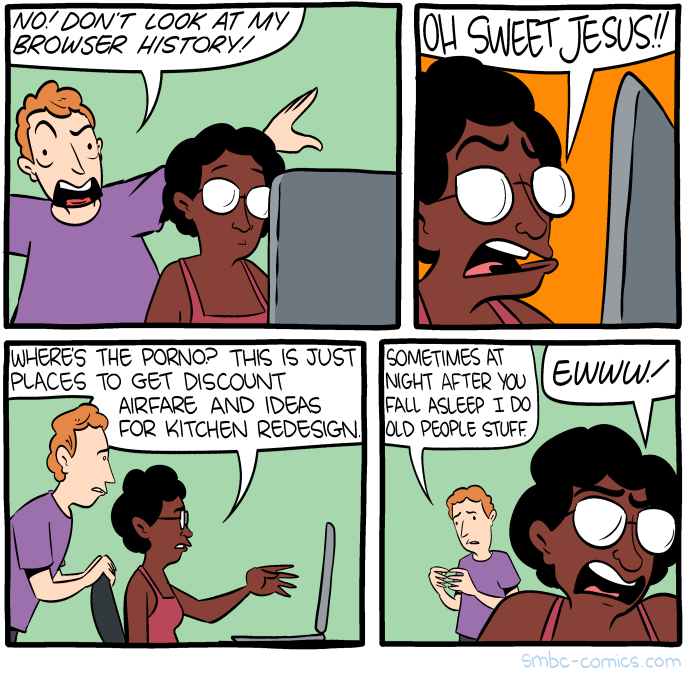 NO! DON'T LOOK AT MY
BROWSER HISTORY!
OH SWEET JESUS!!
WHERE'S THE PORNO? THIS IS JUST
PLACES TO GET DISCOUNT
AIRFARE AND IDEAS
FOR KITCHEN REDESIGN.
SOMETIMES AT
NIGHT AFTER YOU
FALL ASLEEP I DO
OLD PEOPLE STUFF.
EWWW!
smbc-comics.com